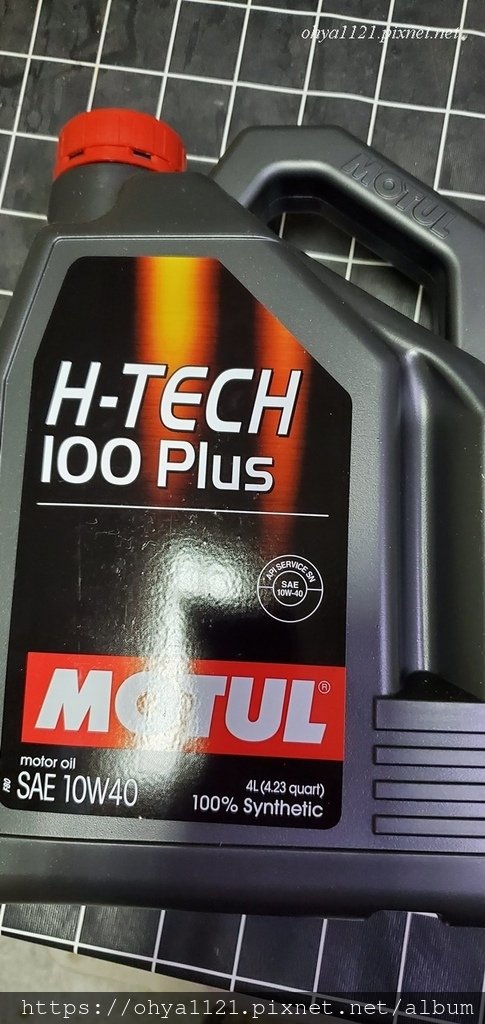 ohya1121.pixnet.net
MOTUL
H-TECH
100 Plus
API SERVICE SN
SAE
10W-40
MOTUL®
motor oil
SAE 10W40
4L (4.23 quart)
100% Synthetic
https://ohya1121.pixnet.net/album